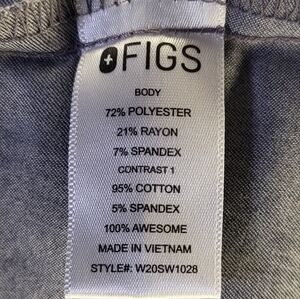 FIGS
BODY
72% POLYESTER
21% RAYON
7% SPANDEX
CONTRAST 1
95% COTTON
5% SPANDEX
100% AWESOME
MADE IN VIETNAM
STYLE#: W20SW1028